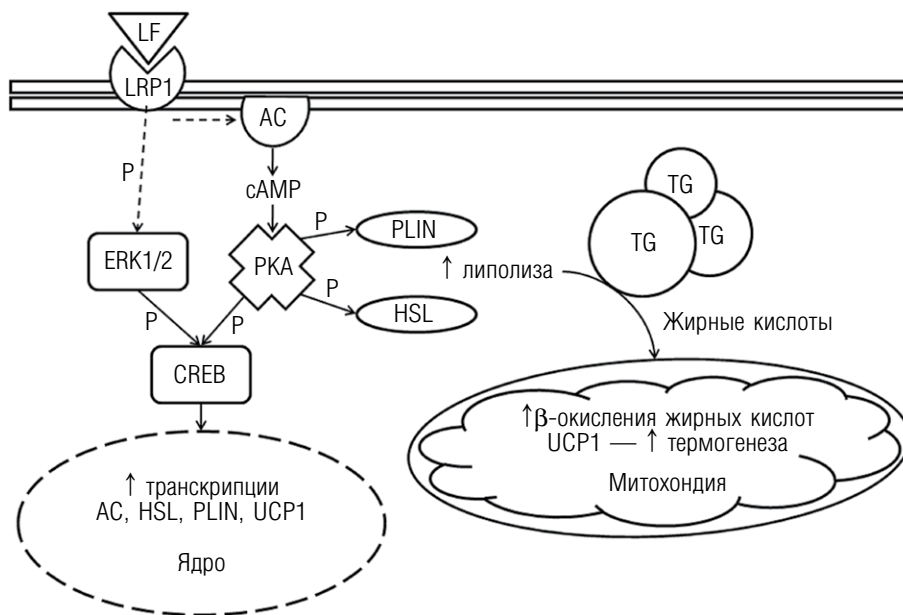 LF
LRP1
AC
P
cAMP
ERK1/2
PKA
P
PLIN
P
HSL
↑ липолиза
TG
TG
TG
Жирные кислоты
P
P
CREB
↑ транскрипции
AC, HSL, PLIN, UCP1
Ядро
↑β-окисления жирных кислот
UCP1 — ↑ термогенеза
Митохондия